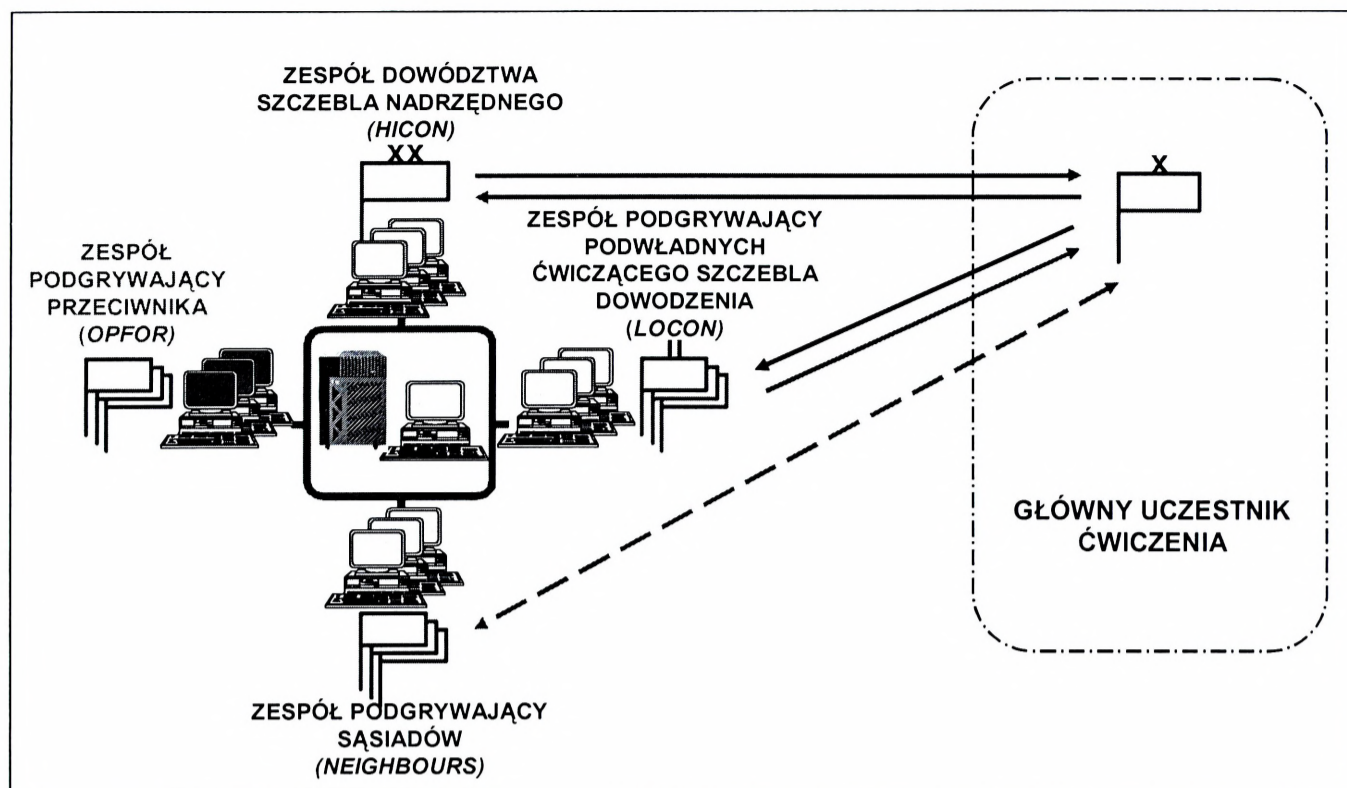 ZESPÓŁ DOWÓDZTWA
SZCZEBLA NADRZĘDNEGO
(HICON)
XX
X
ZESPÓŁ PODGRYWAJĄCY
PODWŁADNYCH
ĆWICZĄCEGO SZCZEBLA
DOWODZENIA
(LOCON)
II
ZESPÓŁ
PODGRYWAJĄCY
PRZECIWNIKA
(OPFOR)
GŁÓWNY UCZESTNIK
ĆWICZENIA
ZESPÓŁ PODGRYWAJĄCY
SĄSIADÓW
(NEIGHBOURS)